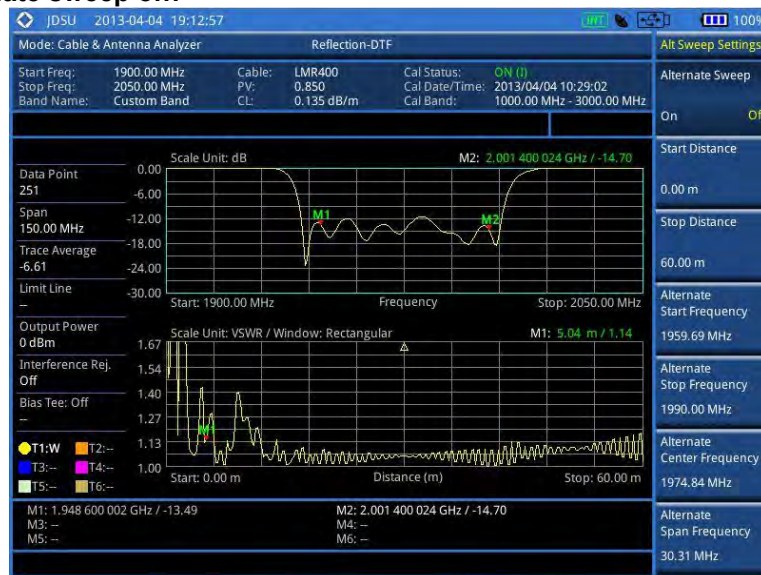 JDSU 2013-04-04 19:12:57 INT 100%
Mode: Cable & Antenna Analyzer Reflection-DTF Alt Sweep Settings
Start Freq: 1900.00 MHz Cable: LMR400 Cal Status: ON (I)
Stop Freq: 2050.00 MHz PV: 0.850 Cal Date/Time: 2013/04/04 10:29:02
Band Name: Custom Band CL: 0.135 dB/m Cal Band: 1000.00 MHz - 3000.00 MHz
Alternate Sweep
On Of
Start Distance
0.00 m
Stop Distance
60.00 m
Alternate
Start Frequency
1959.69 MHz
Alternate
Stop Frequency
1990.00 MHz
Alternate
Center Frequency
1974.84 MHz
Alternate
Span Frequency
30.31 MHz
Data Point
251
Span
150.00 MHz
Trace Average
-6.61
Limit Line
--
Output Power
0 dBm
Interference Rej.
Off
Bias Tee: Off
--
T1:W T2:--
T3:-- T4:--
T5:-- T6:--
Scale Unit: dB M2: 2.001 400 024 GHz / -14.70
0.00
-6.00
-12.00
-18.00
-24.00
-30.00
M1 M2
Start: 1900.00 MHz Frequency Stop: 2050.00 MHz
Scale Unit: VSWR / Window: Rectangular M1: 5.04 m / 1.14
1.67
1.54
1.40
1.27
1.13
1.00
M1
Start: 0.00 m Distance (m) Stop: 60.00 m
M1: 1.948 600 002 GHz / -13.49 M2: 2.001 400 024 GHz / -14.70
M3: -- M4: --
M5: -- M6: --